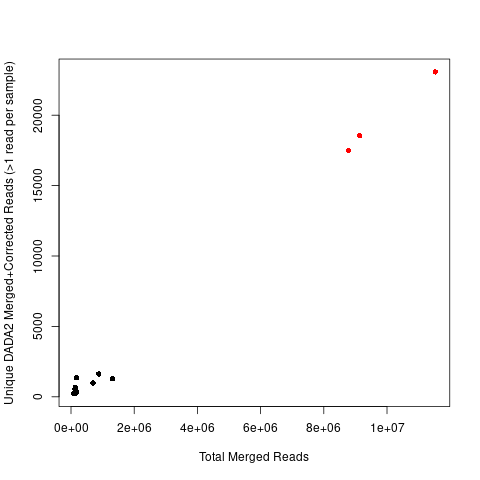 Unique DADA2 Merged+Corrected Reads (>1 read per sample)
20000
15000
10000
5000
0
0e+00 2e+06 4e+06 6e+06 8e+06 1e+07
Total Merged Reads